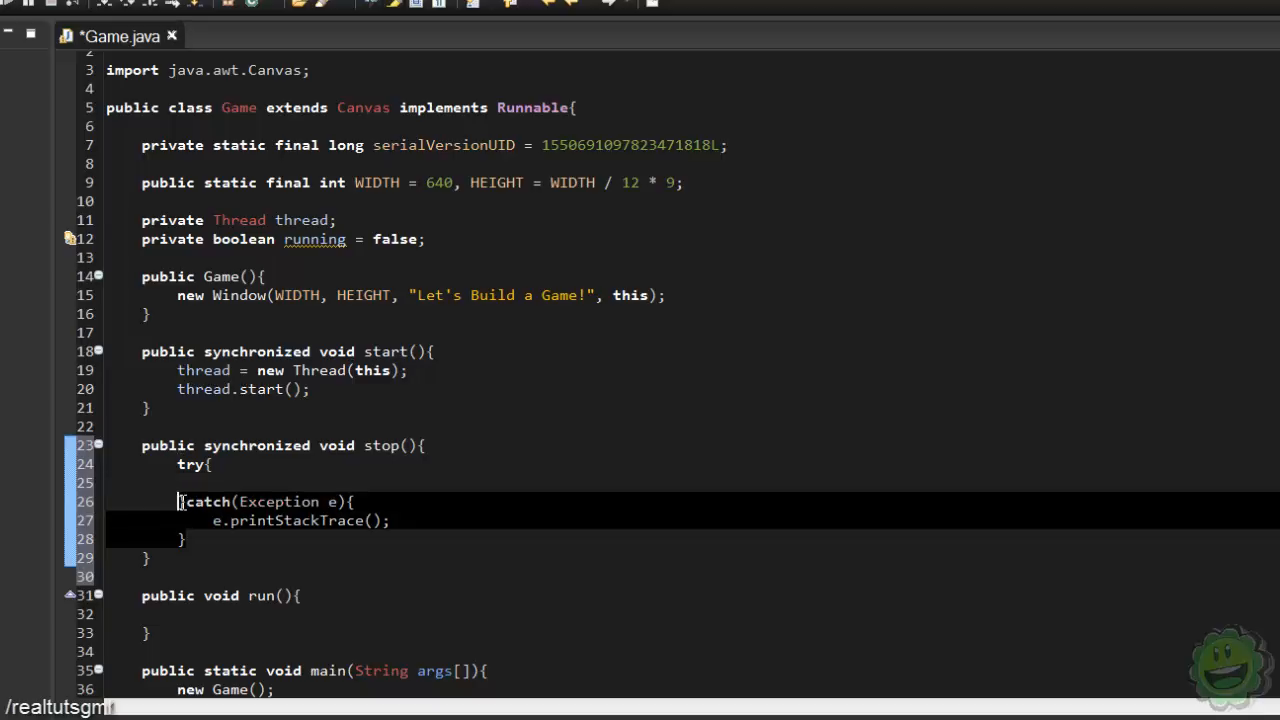 *Game.java
2
3 import java.awt.Canvas;
4
5 public class Game extends Canvas implements Runnable{
6
7 private static final long serialVersionUID = 1550691097823471818L;
8
9 public static final int WIDTH = 640, HEIGHT = WIDTH / 12 * 9;
10
11 private Thread thread;
12 private boolean running = false;
13
14 public Game(){
15 new Window(WIDTH, HEIGHT, "Let's Build a Game!", this);
16 }
17
18 public synchronized void start(){
19 thread = new Thread(this);
20 thread.start();
21 }
22
23 public synchronized void stop(){
24 try{
25
26 }catch(Exception e){
27 e.printStackTrace();
28 }
29 }
30
31 public void run(){
32
33 }
34
35 public static void main(String args[]){
36 new Game();
/realtutsgml